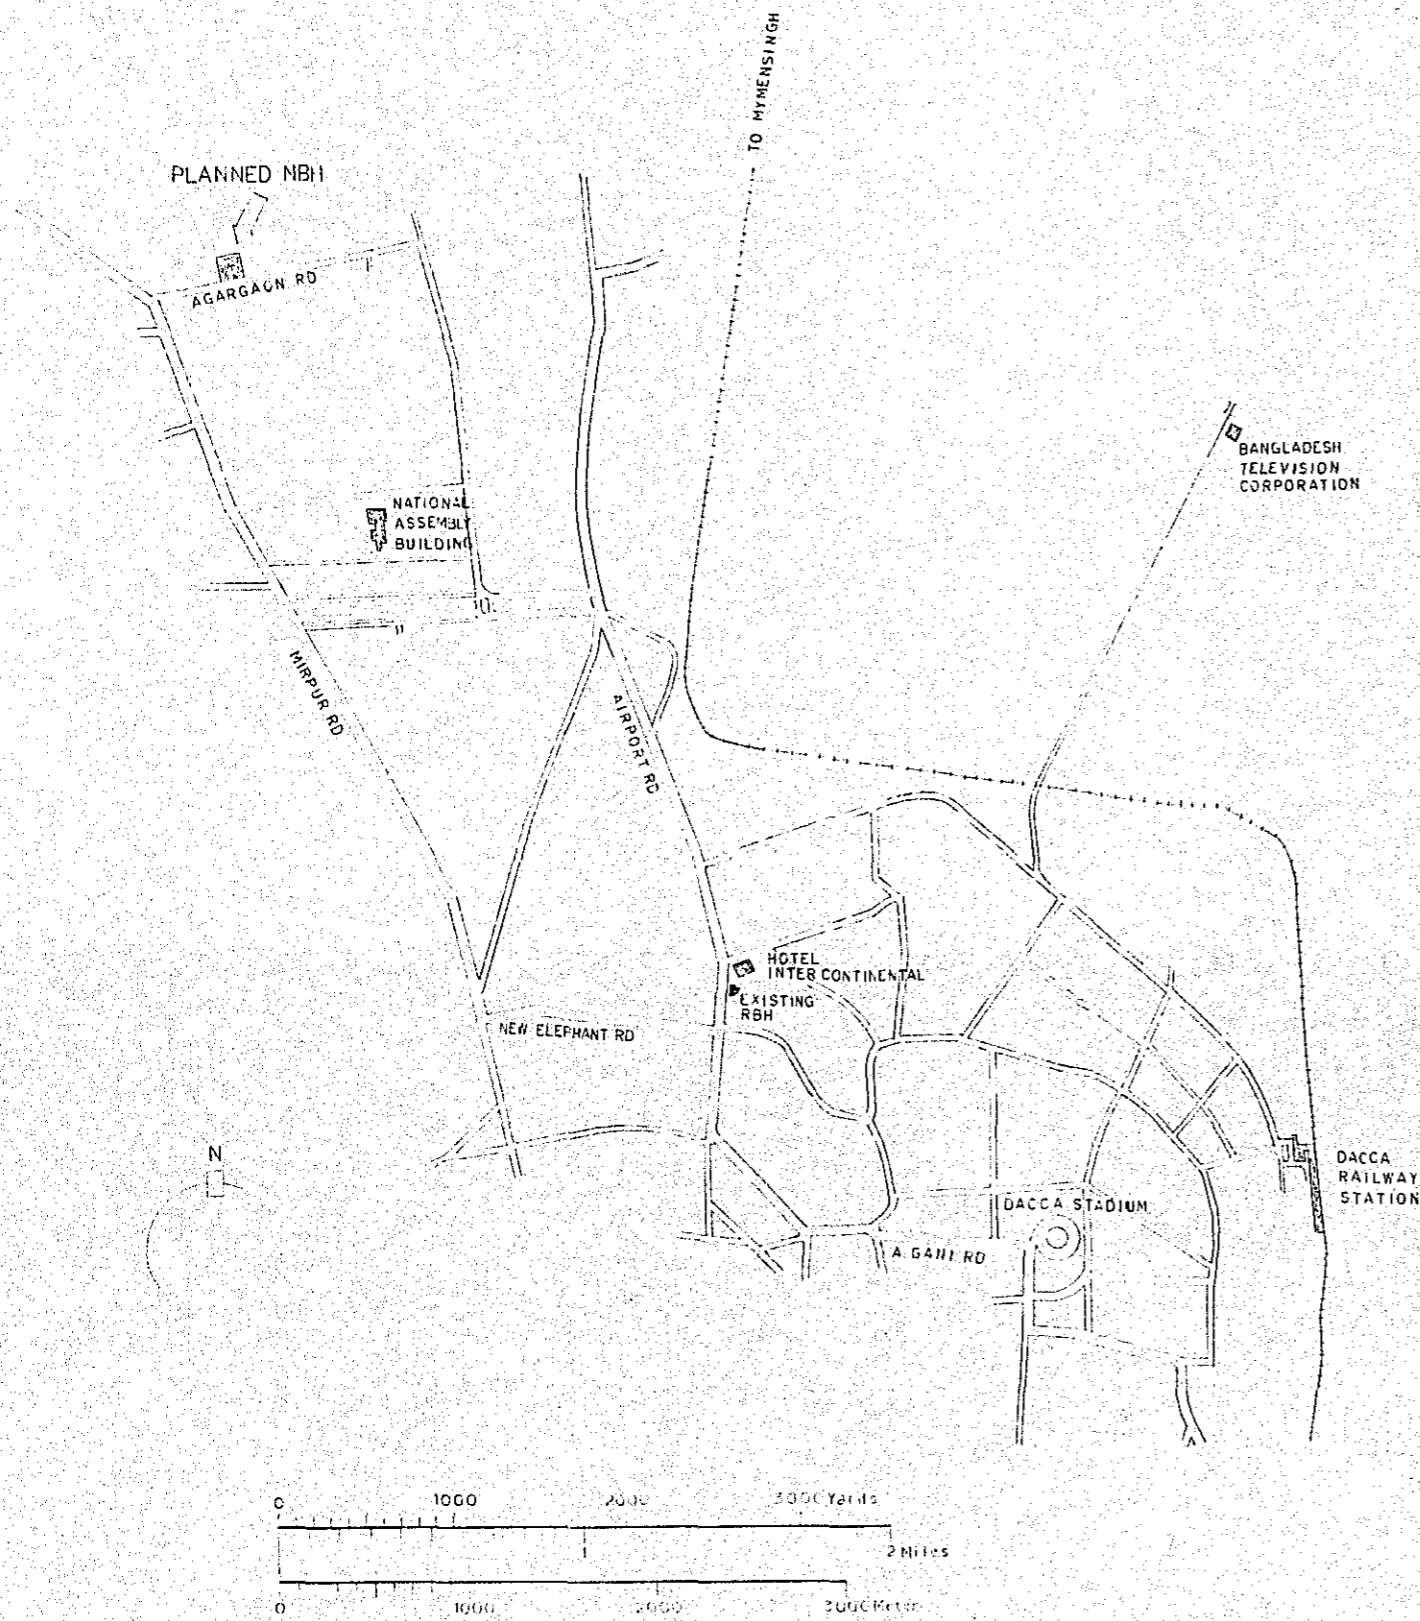 TO MYMENSINGH
PLANNED NBH
AGARGAON RD
BANGLADESH
TELEVISION
CORPORATION
NATIONAL
ASSEMBLY
BUILDING
MIRPUR RD
AIRPORT RD
HOTEL
INTER CONTINENTAL
EXISTING
RBH
NEW ELEPHANT RD
N
DACCA
RAILWAY
STATION
DACCA STADIUM
A. GANI RD
0 1000 2000 3000 Yards
1 2 Miles
0 1000 2000 3000 Meter